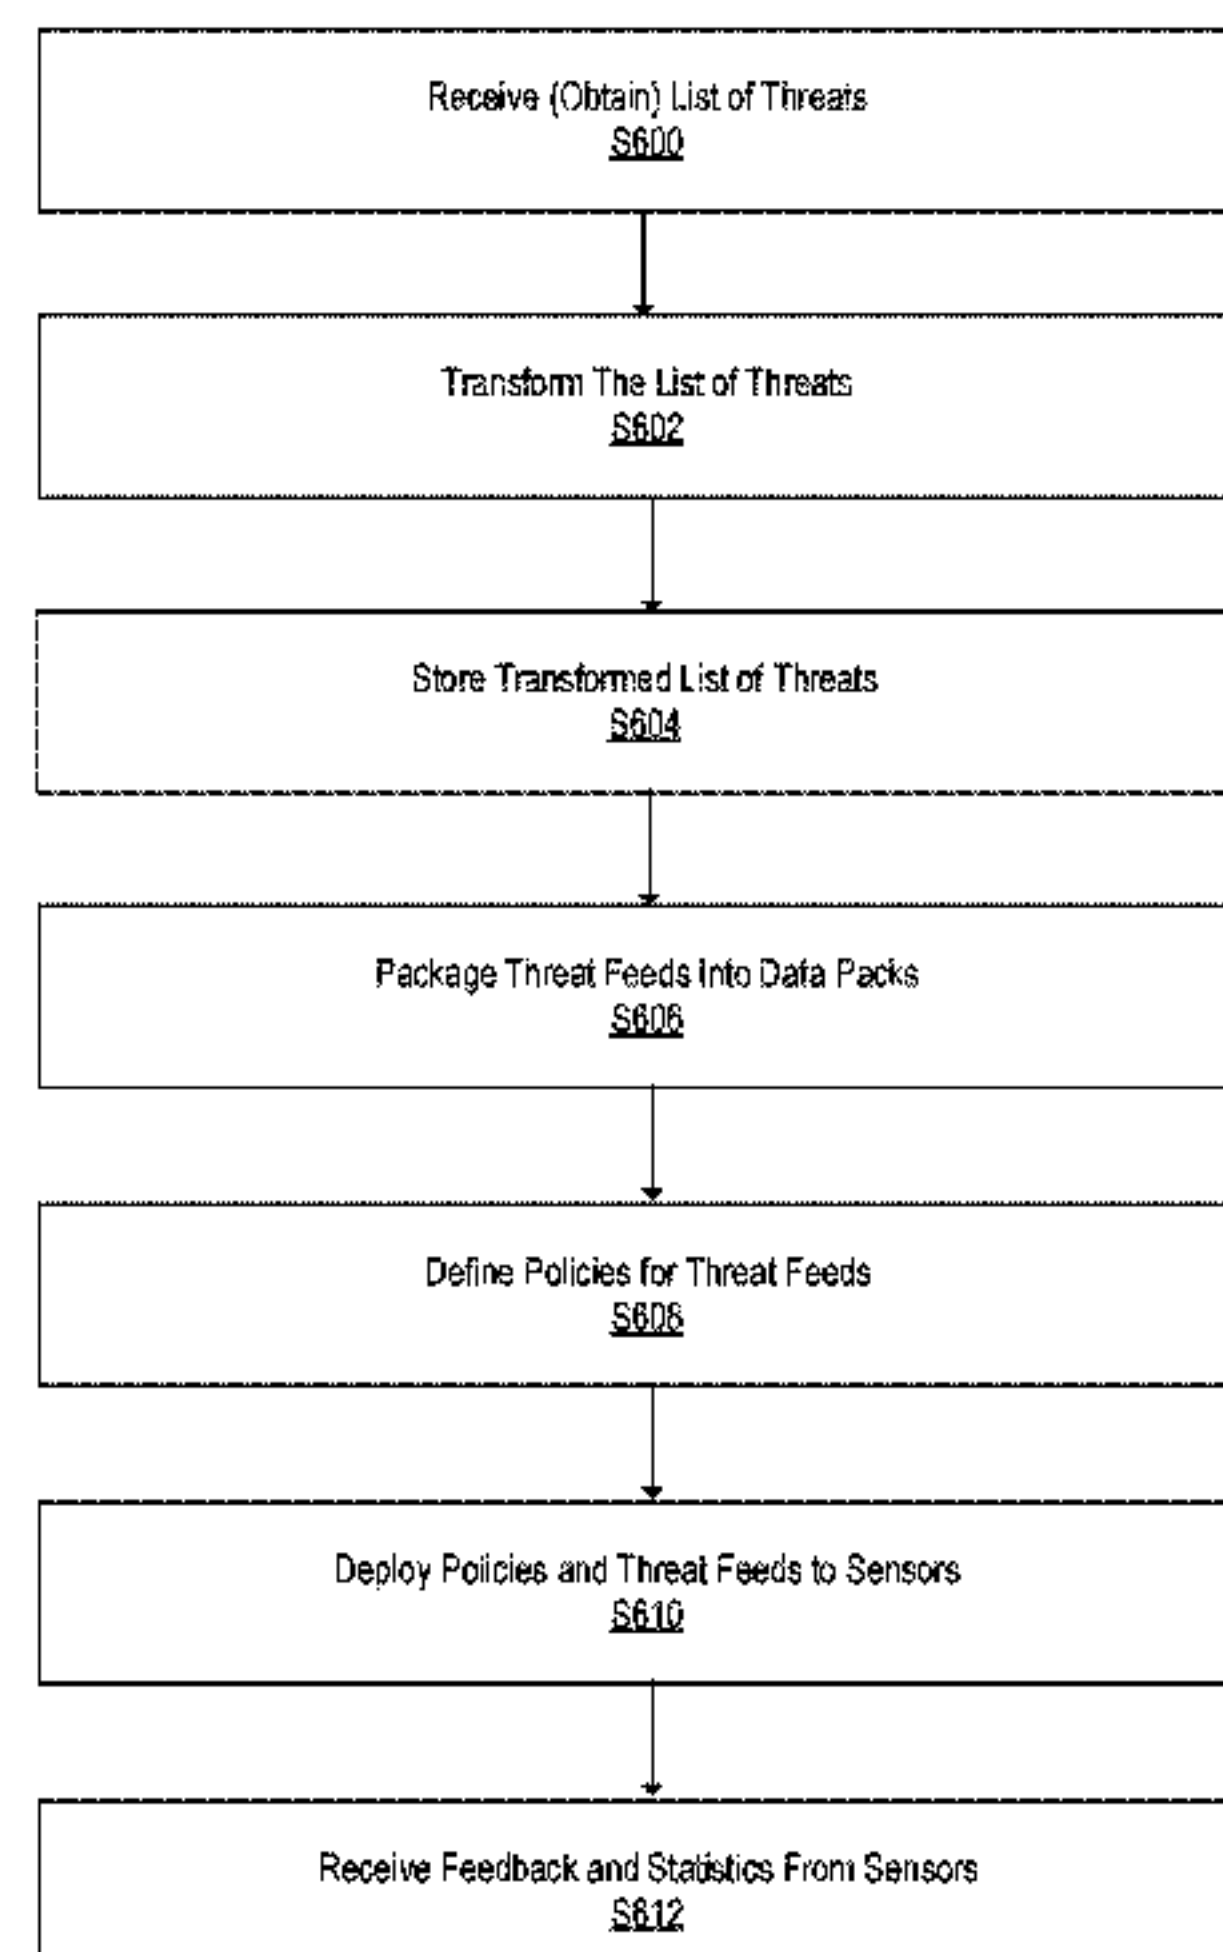 Receive (Obtain) List of Threats
S600
Transform The List of Threats
S602
Store Transformed List of Threats
S604
Package Threat Feeds Into Data Packs
S606
Define Policies for Threat Feeds
S608
Deploy Policies and Threat Feeds to Sensors
S610
Receive Feedback and Statistics From Sensors
S612